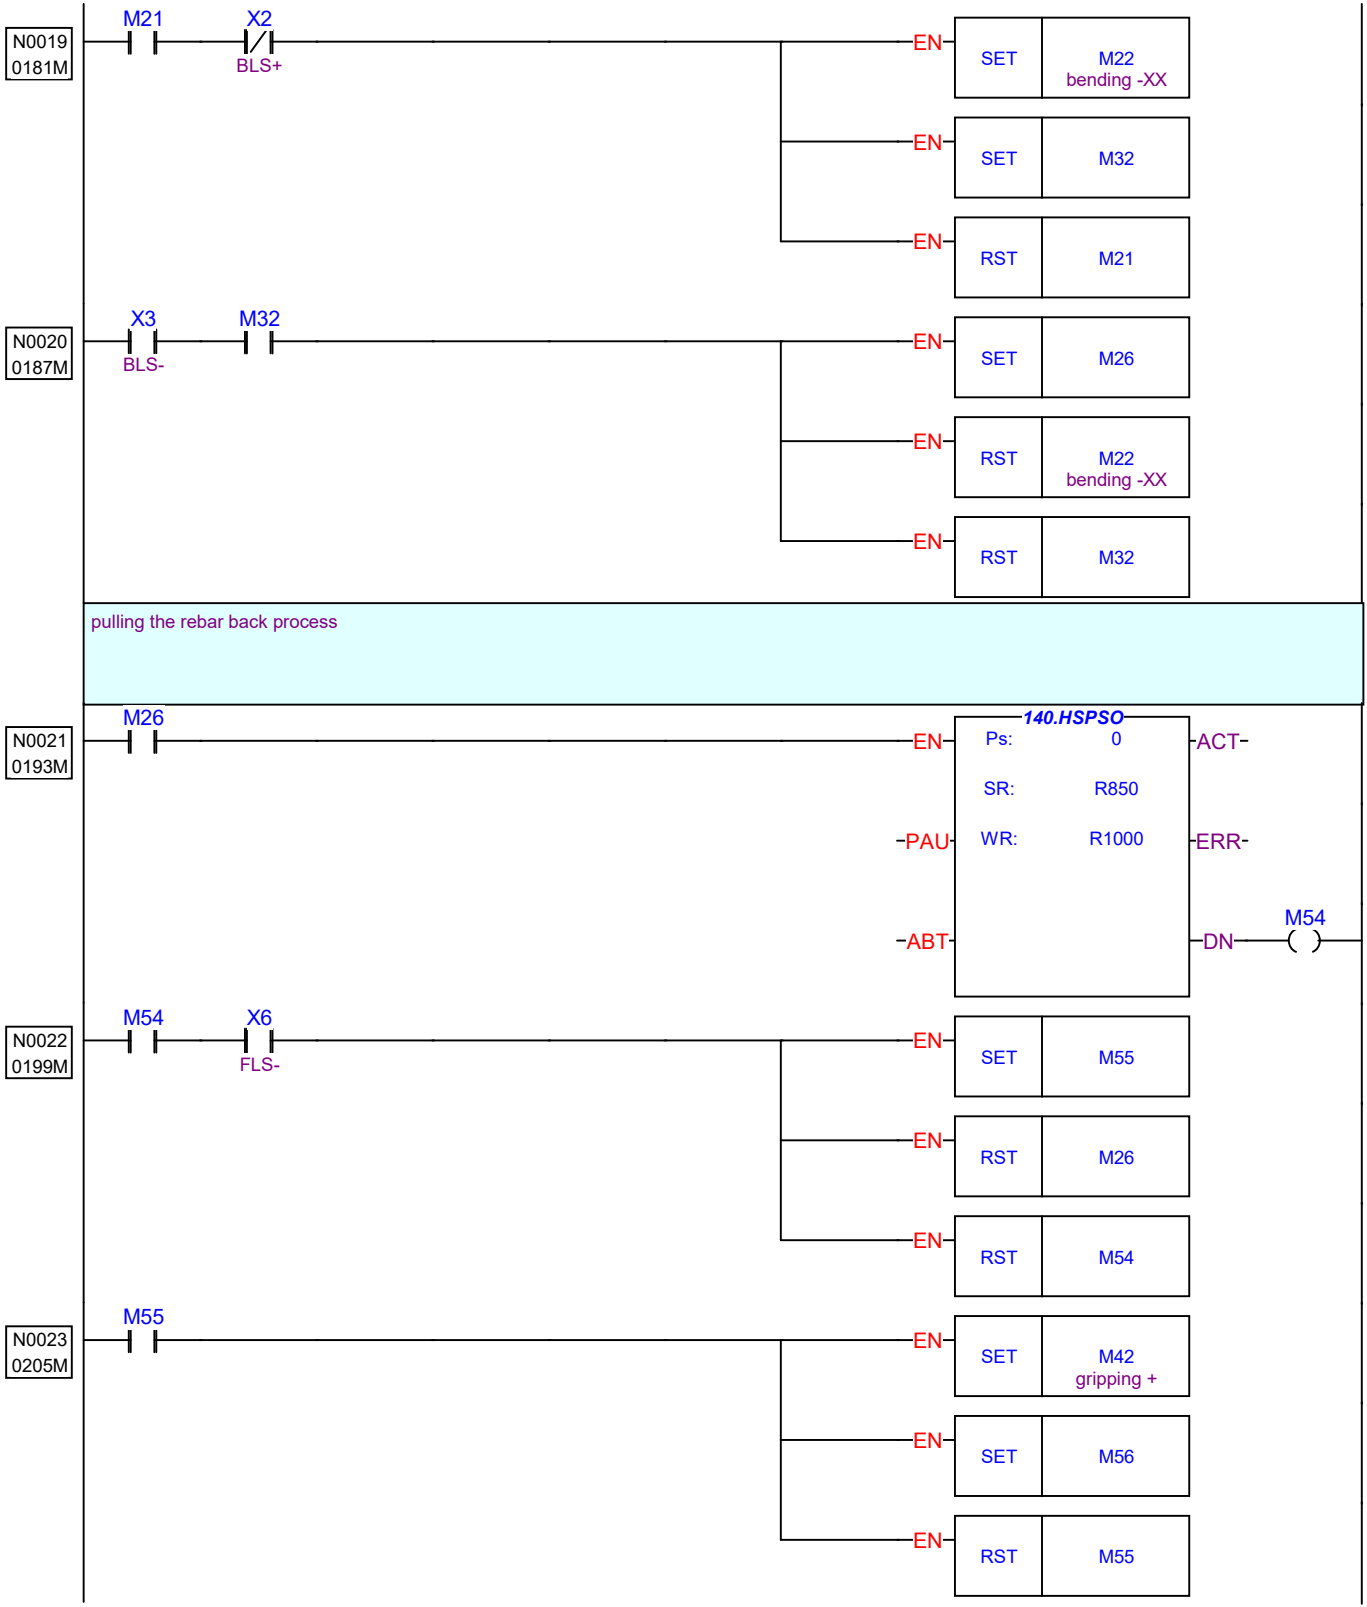 M21 X2
N0019 EN
0181M BLS+ SET M22
bending -XX
EN
SET M32
EN
RST M21
X3 M32
N0020 EN
0187M BLS- SET M26
EN
RST M22
bending -XX
EN
RST M32
pulling the rebar back process
M26 140.HSPSO
N0021 EN Ps: 0 ACT
0193M
SR: R850
PAU WR: R1000 ERR
M54
ABT DN
M54 X6
N0022 EN
0199M FLS- SET M55
EN
RST M26
EN
RST M54
M55
N0023 EN
0205M SET M42
gripping +
EN
SET M56
EN
RST M55